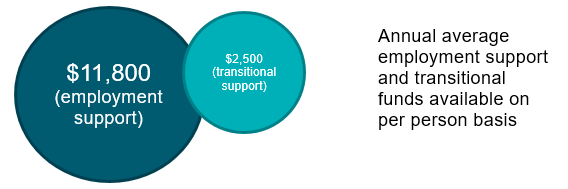 $11,800
(employment
support)
$2,500
(transitional
support)
Annual average
employment support
and transitional
funds available on
per person basis